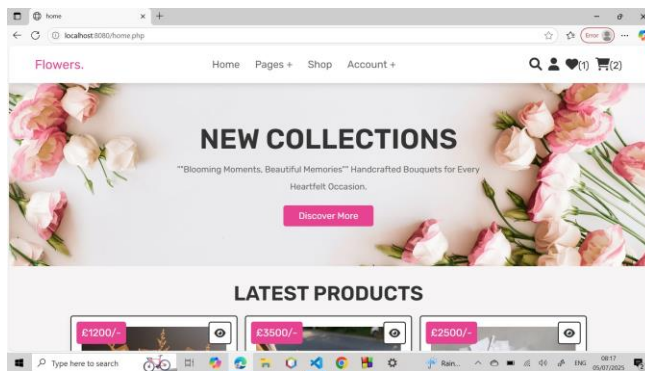 home
localhost:8080/home.php
Error
Flowers.
Home Pages + Shop Account +
(1) (2)
NEW COLLECTIONS
""Blooming Moments, Beautiful Memories"" Handcrafted Bouquets for Every
Heartfelt Occasion.
Discover More
LATEST PRODUCTS
£1200/- £3500/- £2500/-
Type here to search
Rain...
ENG
08:17
05/07/2025